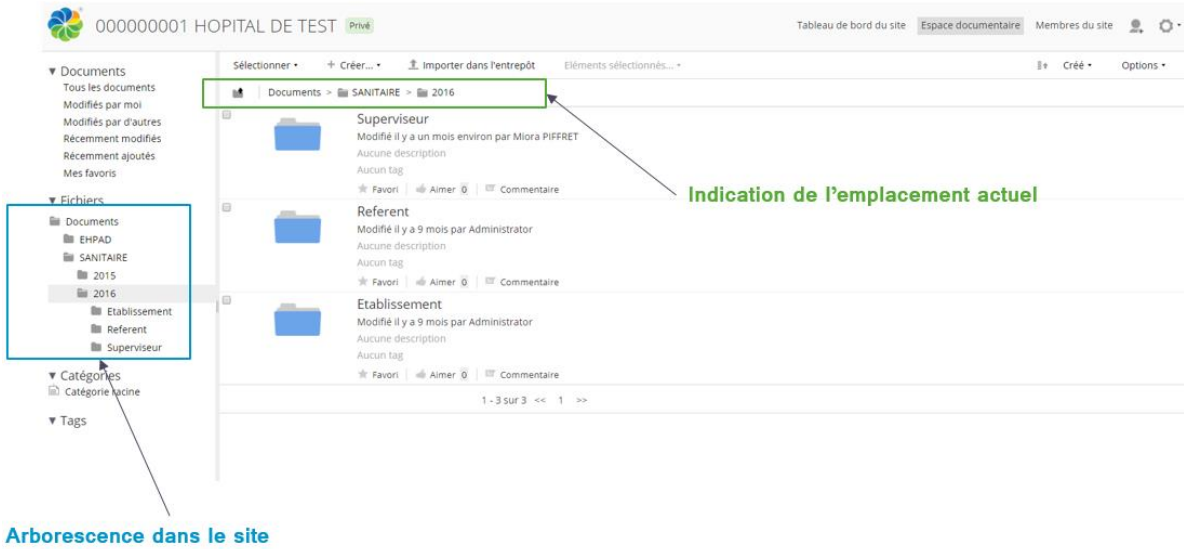 000000001 HOPITAL DE TEST Privé
Tableau de bord du site Espace documentaire Membres du site
▼ Documents
Tous les documents
Modifiés par moi
Modifiés par d'autres
Récemment modifiés
Récemment ajoutés
Mes favoris
▼ Fichiers
Documents
EHPAD
SANITAIRE
2015
2016
Etablissement
Referent
Superviseur
▼ Catégories
Catégorie racine
▼ Tags
Sélectionner + Créer... Importer dans l'entrepôt Eléments sélectionnés... Créé Options
Documents > SANITAIRE > 2016
Superviseur
Modifié il y a un mois environ par Miora PIFFRET
Aucune description
Aucun tag
Favori Aimer 0 Commentaire
Referent
Modifié il y a 9 mois par Administrator
Aucune description
Aucun tag
Favori Aimer 0 Commentaire
Etablissement
Modifié il y a 9 mois par Administrator
Aucune description
Aucun tag
Favori Aimer 0 Commentaire
1 - 3 sur 3 << 1 >>
Indication de l'emplacement actuel
Arborescence dans le site